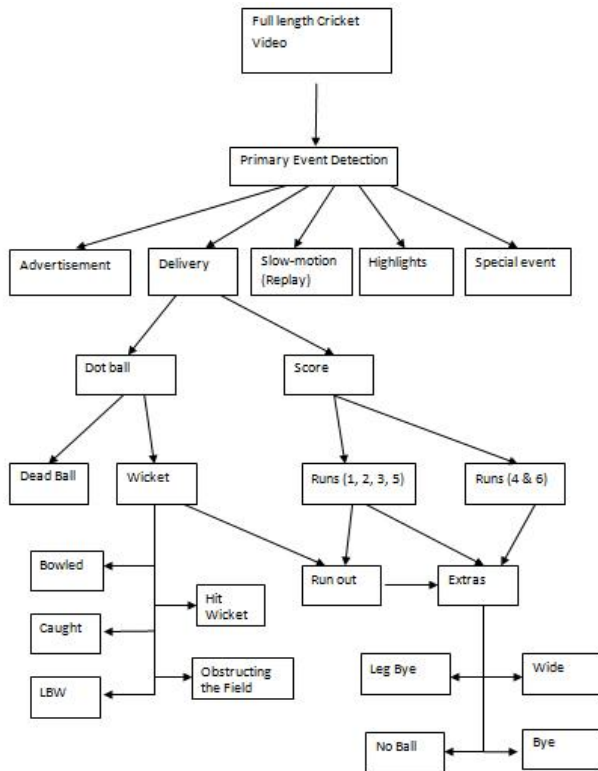 Full length Cricket
Video
Primary Event Detection
Advertisement
Delivery
Slow-motion
(Replay)
Highlights
Special event
Dot ball
Score
Dead Ball
Wicket
Runs (1, 2, 3, 5)
Runs (4 & 6)
Bowled
Hit
Wicket
Run out
Extras
Caught
LBW
Obstructing
the Field
Leg Bye
Wide
No Ball
Bye